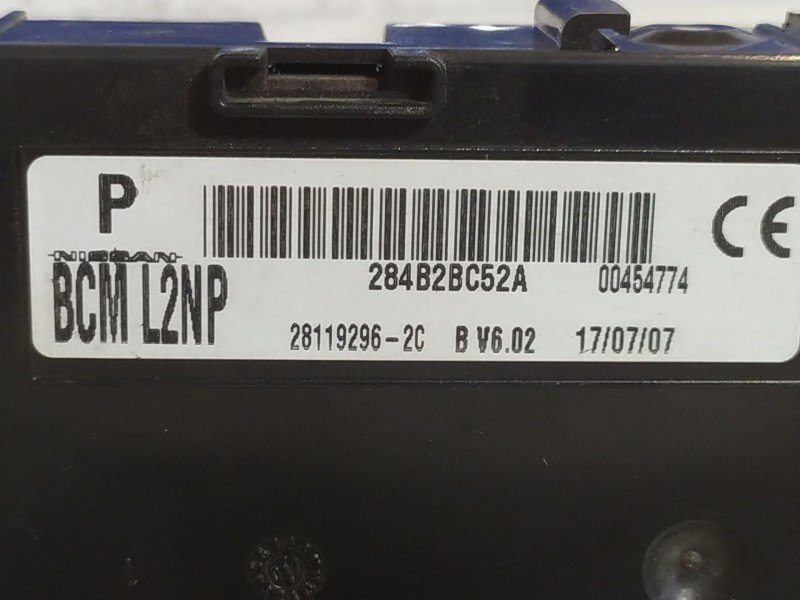 P
NISSAN
BCM L2NP
284B2BC52A 00454774
28119296-2C B V6.02 17/07/07
CE